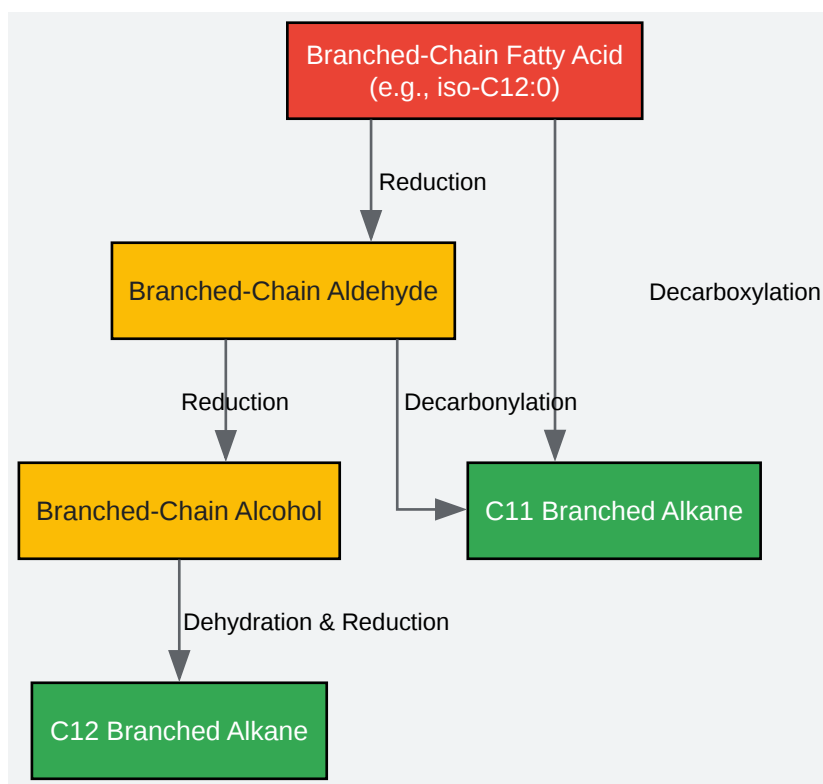 Branched-Chain Fatty Acid
(e.g., iso-C12:0)
Reduction
Branched-Chain Aldehyde
Decarboxylation
Reduction
Decarbonylation
Branched-Chain Alcohol
C11 Branched Alkane
Dehydration & Reduction
C12 Branched Alkane